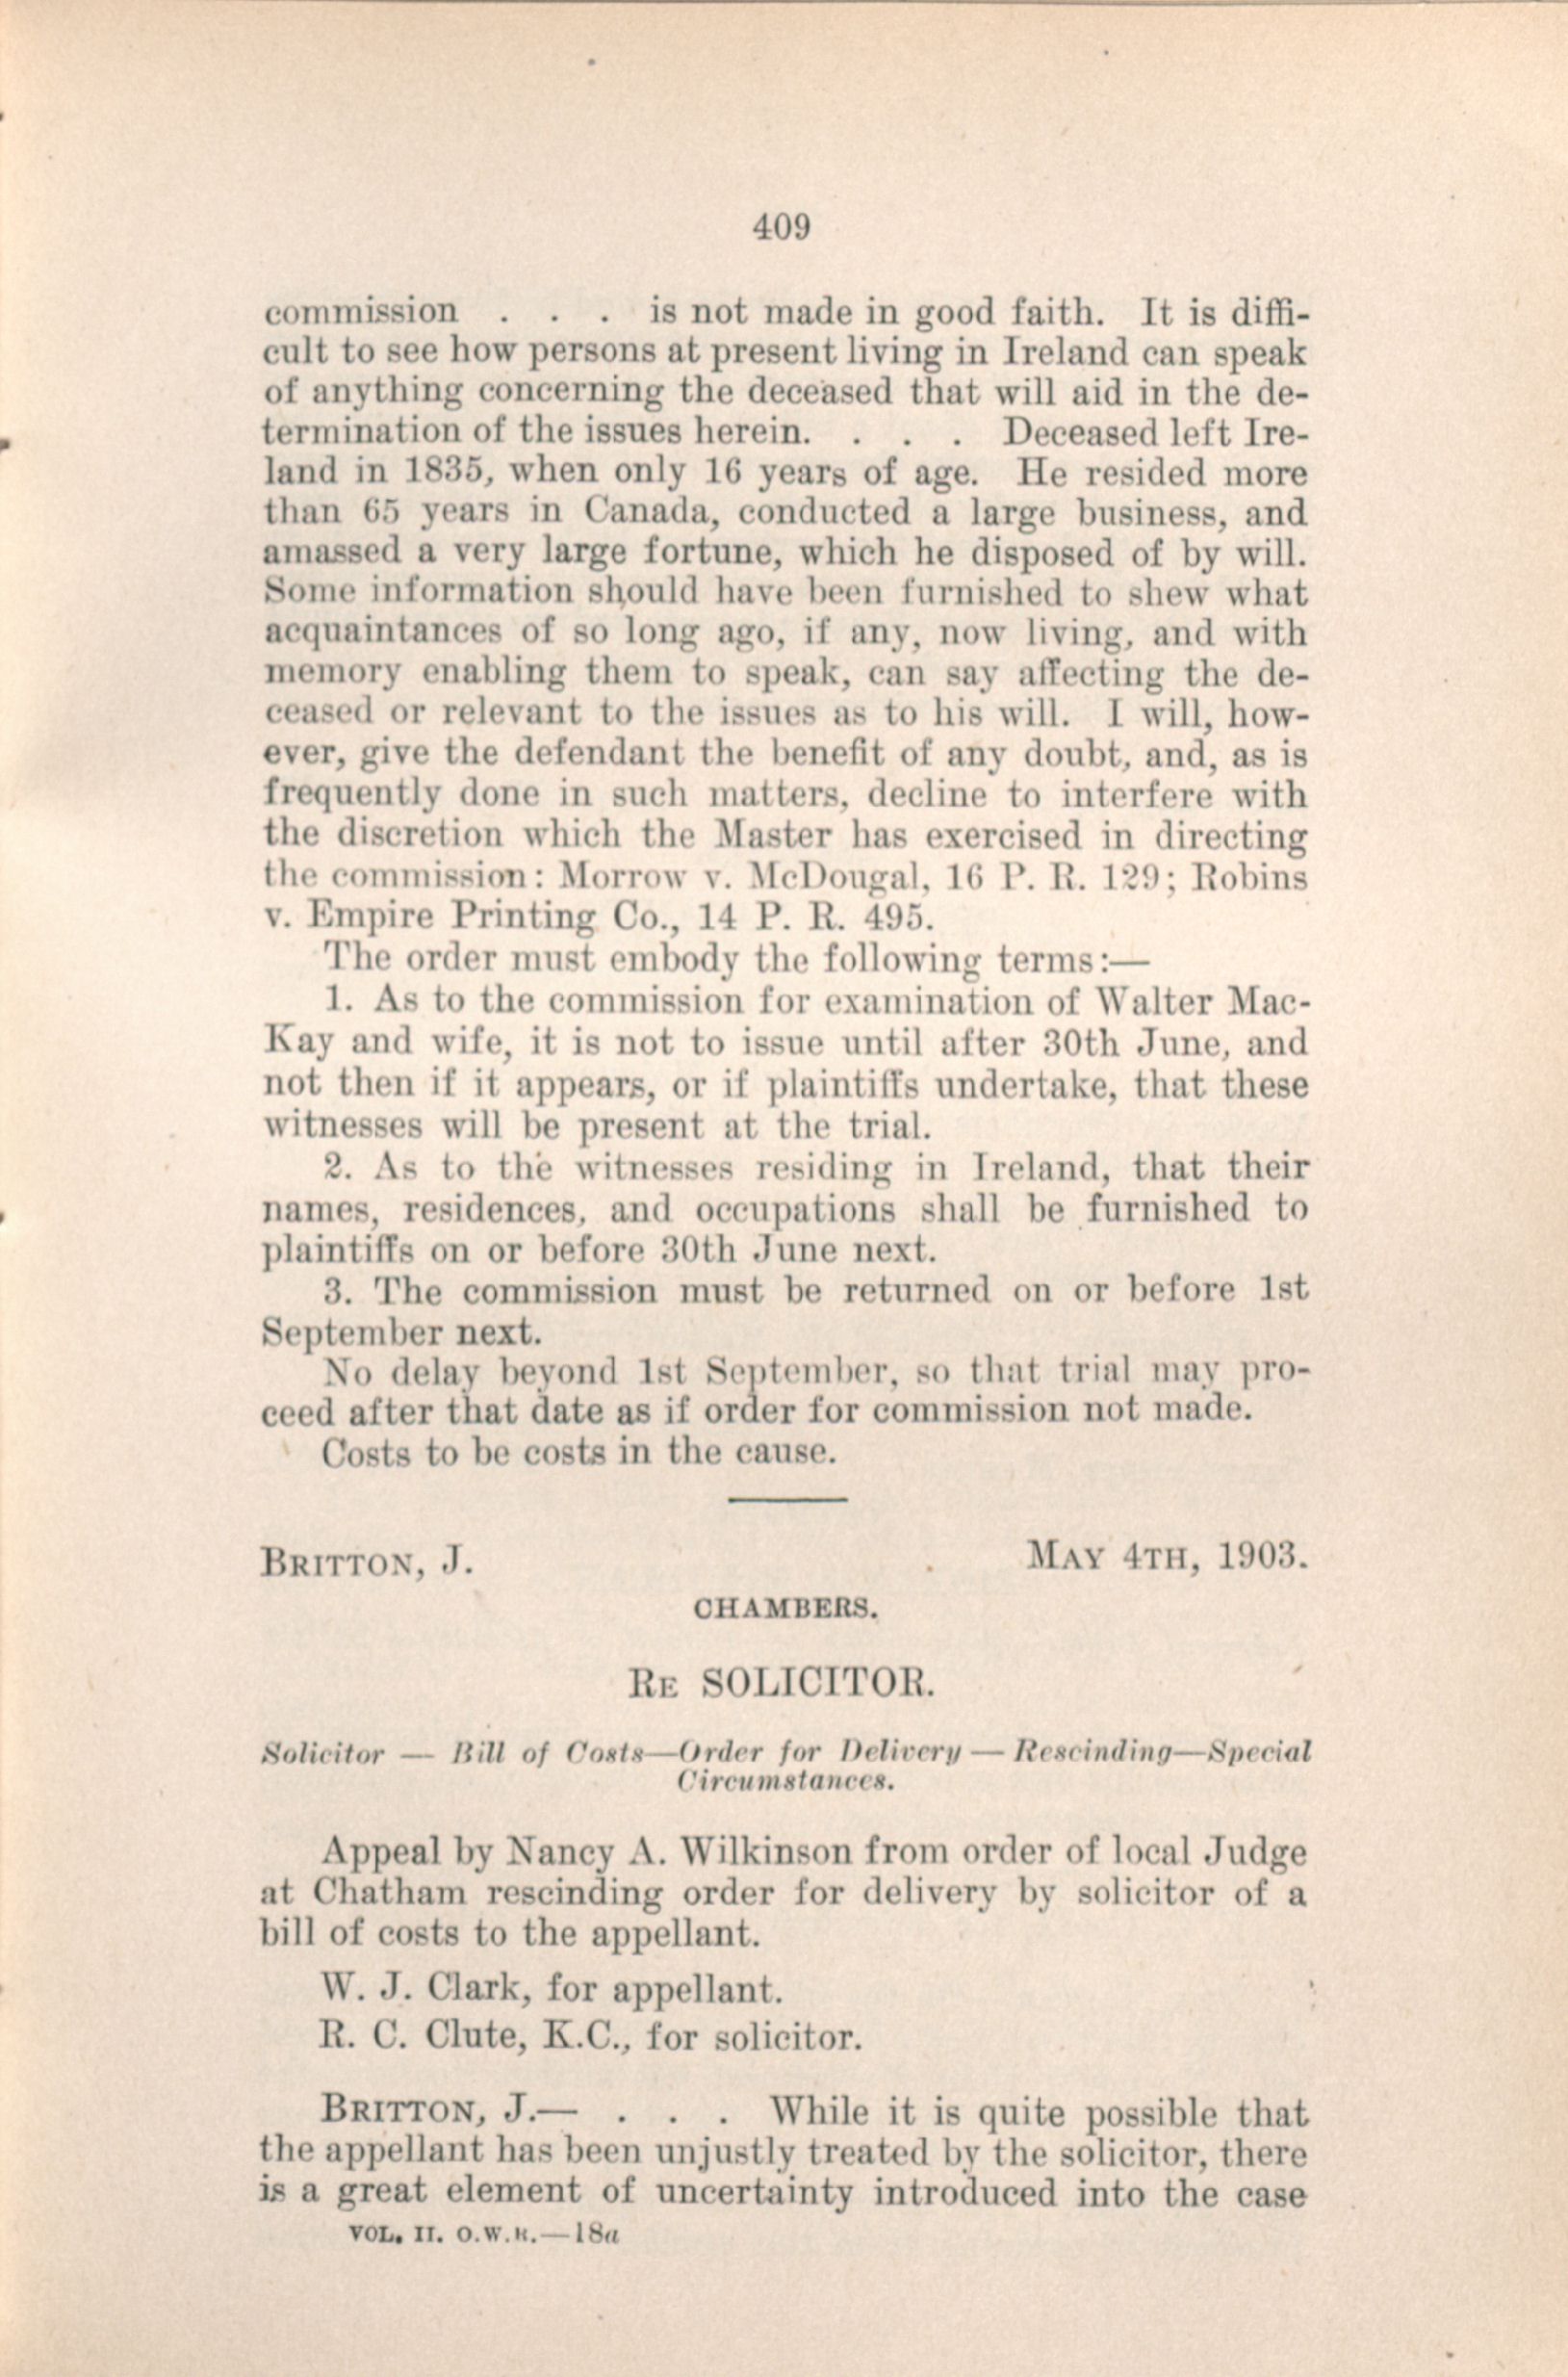 409
commission . . . is not made in good faith. It is diffi-
cult to see how persons at present living in Ireland can speak
of anything concerning the deceased that will aid in the de-
termination of the issues herein. . . . Deceased left Ire-
land in 1835, when only 16 years of age. He resided more
than 65 years in Canada, conducted a large business, and
amassed a very large fortune, which he disposed of by will.
Some information should have been furnished to shew what
acquaintances of so long ago, if any, now living, and with
memory enabling them to speak, can say affecting the de-
ceased or relevant to the issues as to his will. I will, how-
ever, give the defendant the benefit of any doubt, and, as is
frequently done in such matters, decline to interfere with
the discretion which the Master has exercised in directing
the commission: Morrow v. McDougal, 16 P. R. 129; Robins
v. Empire Printing Co., 14 P. R. 495.
The order must embody the following terms:—
1. As to the commission for examination of Walter Mac-
Kay and wife, it is not to issue until after 30th June, and
not then if it appears, or if plaintiffs undertake, that these
witnesses will be present at the trial.
2. As to the witnesses residing in Ireland, that their
names, residences, and occupations shall be furnished to
plaintiffs on or before 30th June next.
3. The commission must be returned on or before 1st
September next.
No delay beyond 1st September, so that trial may pro-
ceed after that date as if order for commission not made.
Costs to be costs in the cause.
BRITTON, J. MAY 4TH, 1903.
CHAMBERS.
RE SOLICITOR.
Solicitor — Bill of Costs—Order for Delivery — Rescinding—Special
Circumstances.
Appeal by Nancy A. Wilkinson from order of local Judge
at Chatham rescinding order for delivery by solicitor of a
bill of costs to the appellant.
W. J. Clark, for appellant.
R. C. Clute, K.C., for solicitor.
BRITTON, J.— . . . While it is quite possible that
the appellant has been unjustly treated by the solicitor, there
is a great element of uncertainty introduced into the case
VOL. II. O.W.R.—18a